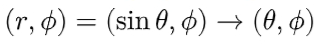 (r, ϕ) = (sin θ, ϕ) → (θ, ϕ)